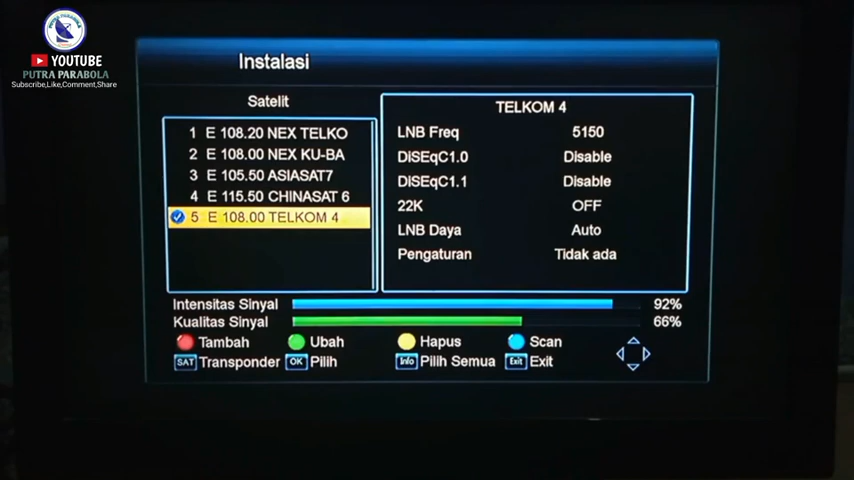 PUTRA PARABOLA
YOUTUBE
PUTRA PARABOLA
Subscribe,Like,Comment,Share
Instalasi
Satelit
1 E 108.20 NEX TELKO
2 E 108.00 NEX KU-BA
3 E 105.50 ASIASAT7
4 E 115.50 CHINASAT 6
5 E 108.00 TELKOM 4
TELKOM 4
LNB Freq 5150
DISEqC1.0 Disable
DISEqC1.1 Disable
22K OFF
LNB Daya Auto
Pengaturan Tidak ada
Intensitas Sinyal 92%
Kualitas Sinyal 66%
Tambah Ubah Hapus Scan
SAT Transponder OK Pilih Info Pilih Semua Exit Exit